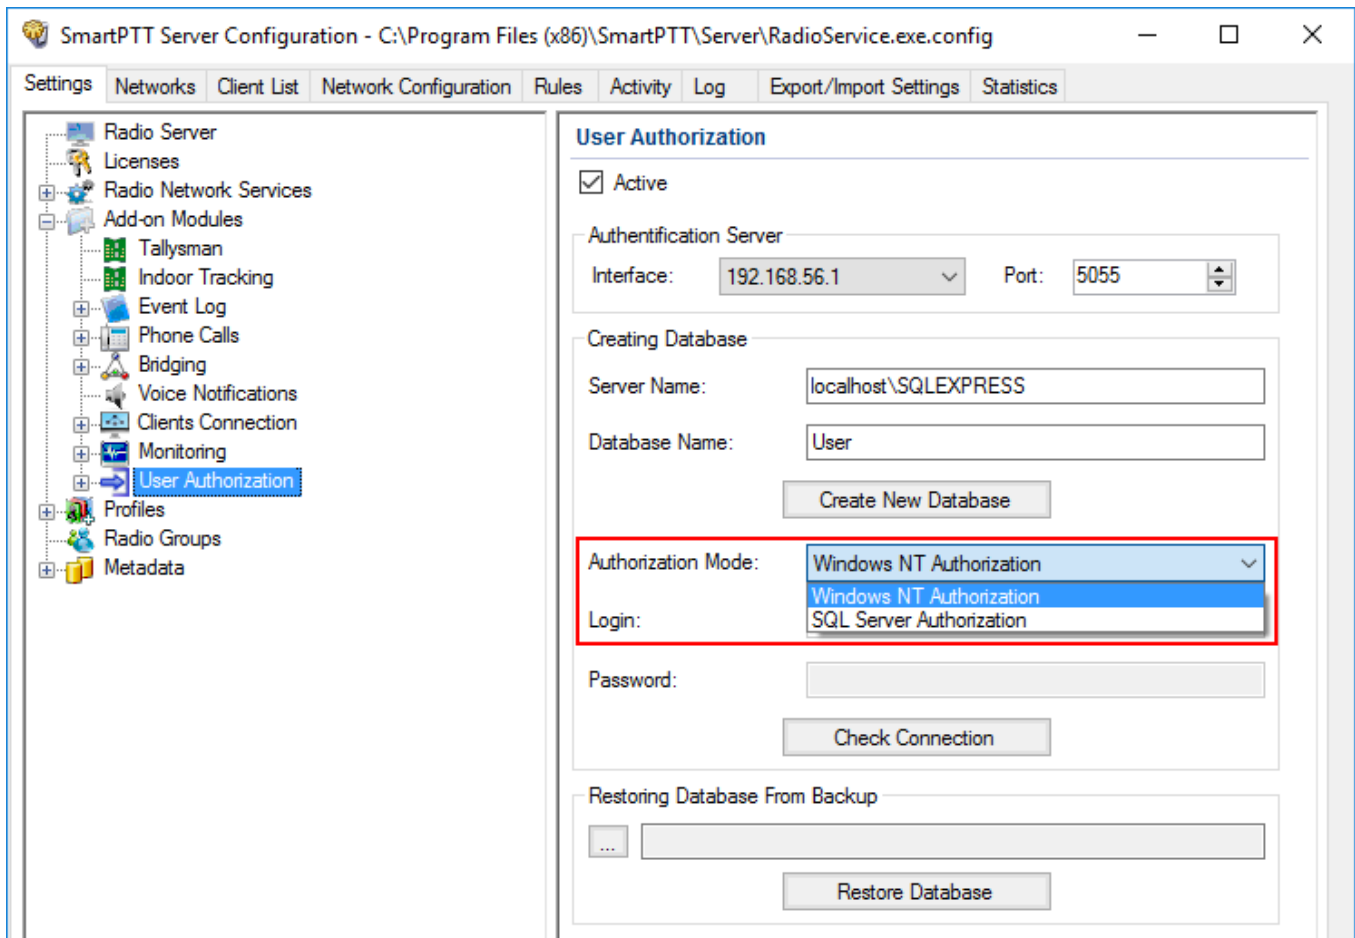 SmartPTT Server Configuration - C:\Program Files (x86)\SmartPTT\Server\RadioService.exe.config
Settings Networks Client List Network Configuration Rules Activity Log Export/Import Settings Statistics
Radio Server
Licenses
Radio Network Services
Add-on Modules
Tallysman
Indoor Tracking
Event Log
Phone Calls
Bridging
Voice Notifications
Clients Connection
Monitoring
User Authorization
Profiles
Radio Groups
Metadata
User Authorization
Active
Authentification Server
Interface: 192.168.56.1 Port: 5055
Creating Database
Server Name: localhost\SQLEXPRESS
Database Name: User
Create New Database
Authorization Mode: Windows NT Authorization
Windows NT Authorization
Login: SQL Server Authorization
Password:
Check Connection
Restoring Database From Backup
...
Restore Database